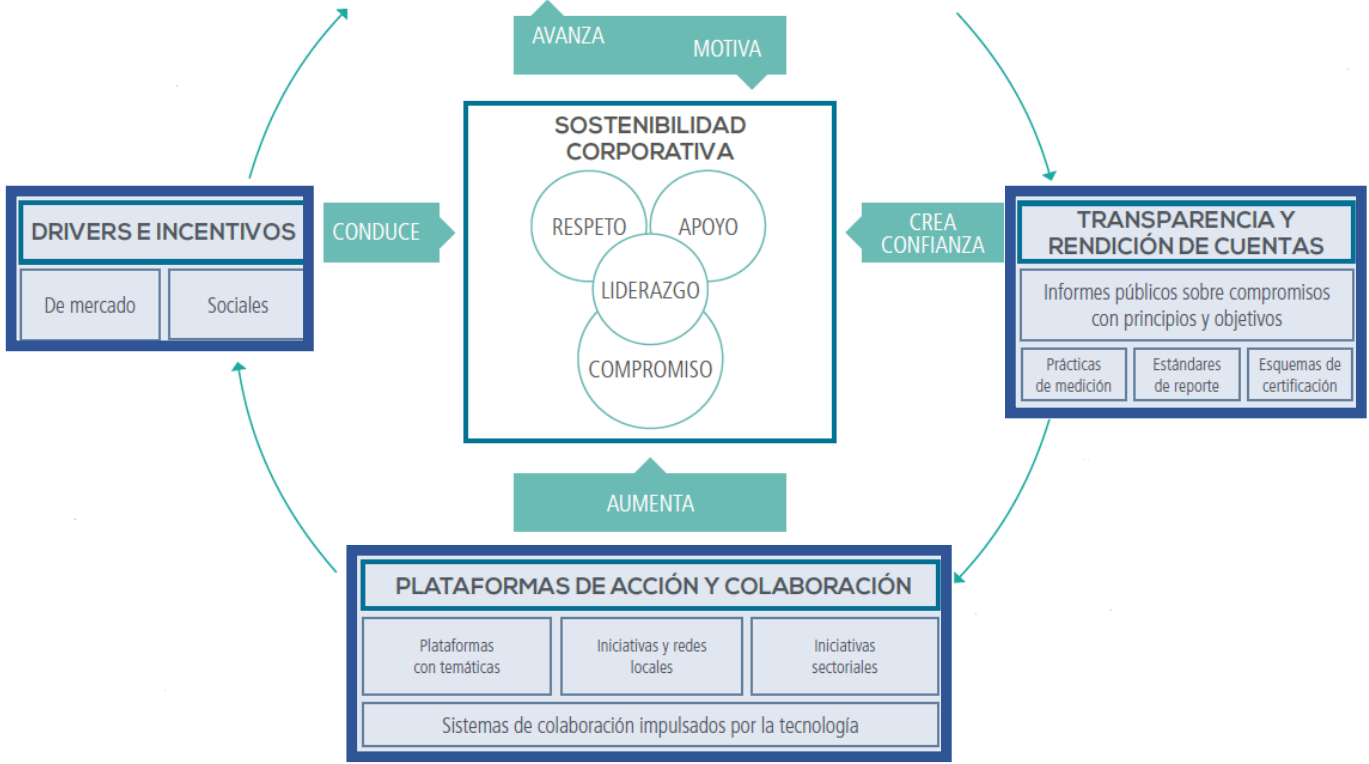 AVANZA
MOTIVA
SOSTENIBILIDAD
CORPORATIVA
RESPETO
APOYO
LIDERAZGO
COMPROMISO
DRIVERS E INCENTIVOS
De mercado
Sociales
CONDUCE
CREA
CONFIANZA
TRANSPARENCIA Y
RENDICIÓN DE CUENTAS
Informes públicos sobre compromisos
con principios y objetivos
Prácticas
de medición
Estándares
de reporte
Esquemas de
certificación
AUMENTA
PLATAFORMAS DE ACCIÓN Y COLABORACIÓN
Plataformas
con temáticas
Iniciativas y redes
locales
Iniciativas
sectoriales
Sistemas de colaboración impulsados por la tecnología